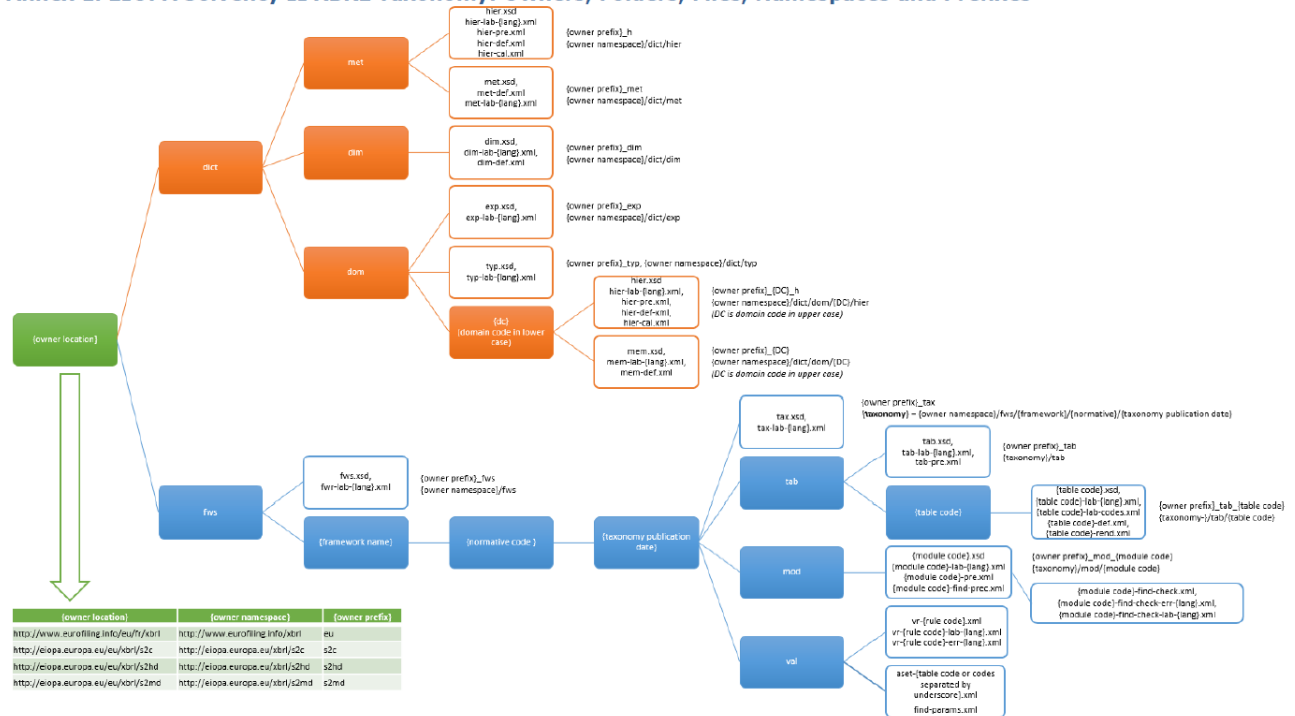 hier.xsd
hier-lab-{lang}.xml
hier-pre.xml
hier-def.xml
hier-cal.xml
{owner prefix}_h
{owner namespace}/dict/hier
met
met.xsd,
met-def.xml
met-lab-{lang}.xml
{owner prefix}_met
{owner namespace}/dict/met
dim
dim.xsd,
dim-lab-{lang}.xml,
dim-def.xml
{owner prefix}_dim
{owner namespace}/dict/dim
dict
exp.xsd,
exp-lab-{lang}.xml
{owner prefix}_exp
{owner namespace}/dict/exp
dom
typ.xsd,
typ-lab-{lang}.xml
{owner prefix}_typ, {owner namespace}/dict/typ
{dc}
(domain code in lower
case)
hier.xsd
hier-lab-{lang}.xml,
hier-pre.xml,
hier-def-xml,
hier-cal.xml
{owner prefix}_{DC}_h
{owner namespace}/dict/dom/{DC}/hier
(DC is domain code in upper case)
mem.xsd,
mem-lab-{lang}.xml,
mem-def.xml
{owner prefix}_{DC}
{owner namespace}/dict/dom/{DC}
(DC is domain code in upper case)
{owner location}
tax.xsd,
tax-lab-{lang}.xml
{owner prefix}_tax
{taxonomy} = {owner namespace}/fws/{framework}/{normative}/{taxonomy publication date}
fws
fws.xsd,
fwr-lab-{lang}.xml
{owner prefix}_fws
{owner namespace}/fws
{framework name}
{normative code }
{taxonomy publication
date}
tab
tab.xsd,
tab-lab-{lang}.xml,
tab-pre.xml
{owner prefix}_tab
{taxonomy}/tab
{table code}
{table code}.xsd,
{table code}-lab-{lang}.xml,
{table code}-lab-codes.xml
{table code}-def.xml,
{table code}-rend.xml
{owner prefix}_tab_{table code}
{taxonomy-}/tab/{table code}
mod
{module code}.xsd
{module code}-lab-{lang}.xml
{module code}-pre.xml
{module code}-find-prec.xml
{owner prefix}_mod_{module code}
{taxonomy}/mod/{module code}
{module code}-find-check.xml,
{module code}-find-check-err-{lang}.xml,
{module code}-find-check-lab-{lang}.xml
val
vr-{rule code}.xml
vr-{rule code}-lab-{lang}.xml
vr-{rule code}-err-{lang}.xml
aset-{table code or codes
separated by
underscore}.xml
find-params.xml
{owner location} {owner namespace} {owner prefix}
http://www.eurofiling.info/eu/fr/xbrl http://www.eurofiling.info/xbrl eu
http://eiopa.europa.eu/eu/xbrl/s2c http://eiopa.europa.eu/xbrl/s2c s2c
http://eiopa.europa.eu/eu/xbrl/s2hd http://eiopa.europa.eu/xbrl/s2hd s2hd
http://eiopa.europa.eu/eu/xbrl/s2md http://eiopa.europa.eu/xbrl/s2md s2md